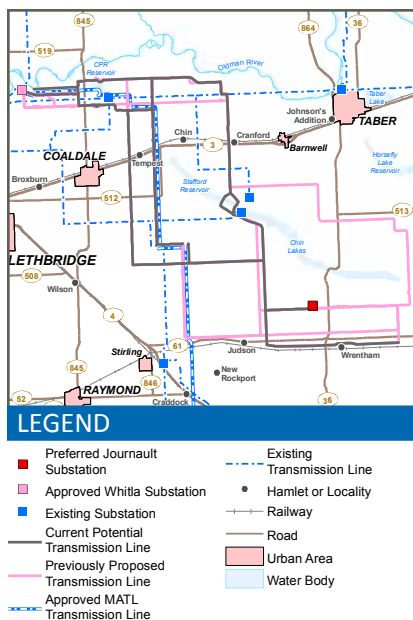 845
864
36
519
CPR
Reservoir
Oldman River
Taber
Lake
Johnson's
Addition
TABER
Chin
Cranford
3
Barnwell
COALDALE
Tempest
Horsefly
Lake
Reservoir
Broxburn
Stafford
Reservoir
512
513
Chin
Lakes
LETHBRIDGE
508
Wilson
4
61
Stirling
Judson
Wrentham
845
846
New
Rockport
RAYMOND
52
Craddock
36
LEGEND
Preferred Journault
Substation
Approved Whitla Substation
Existing Substation
Current Potential
Transmission Line
Previously Proposed
Transmission Line
Approved MATL
Transmission Line
Existing
Transmission Line
Hamlet or Locality
Railway
Road
Urban Area
Water Body